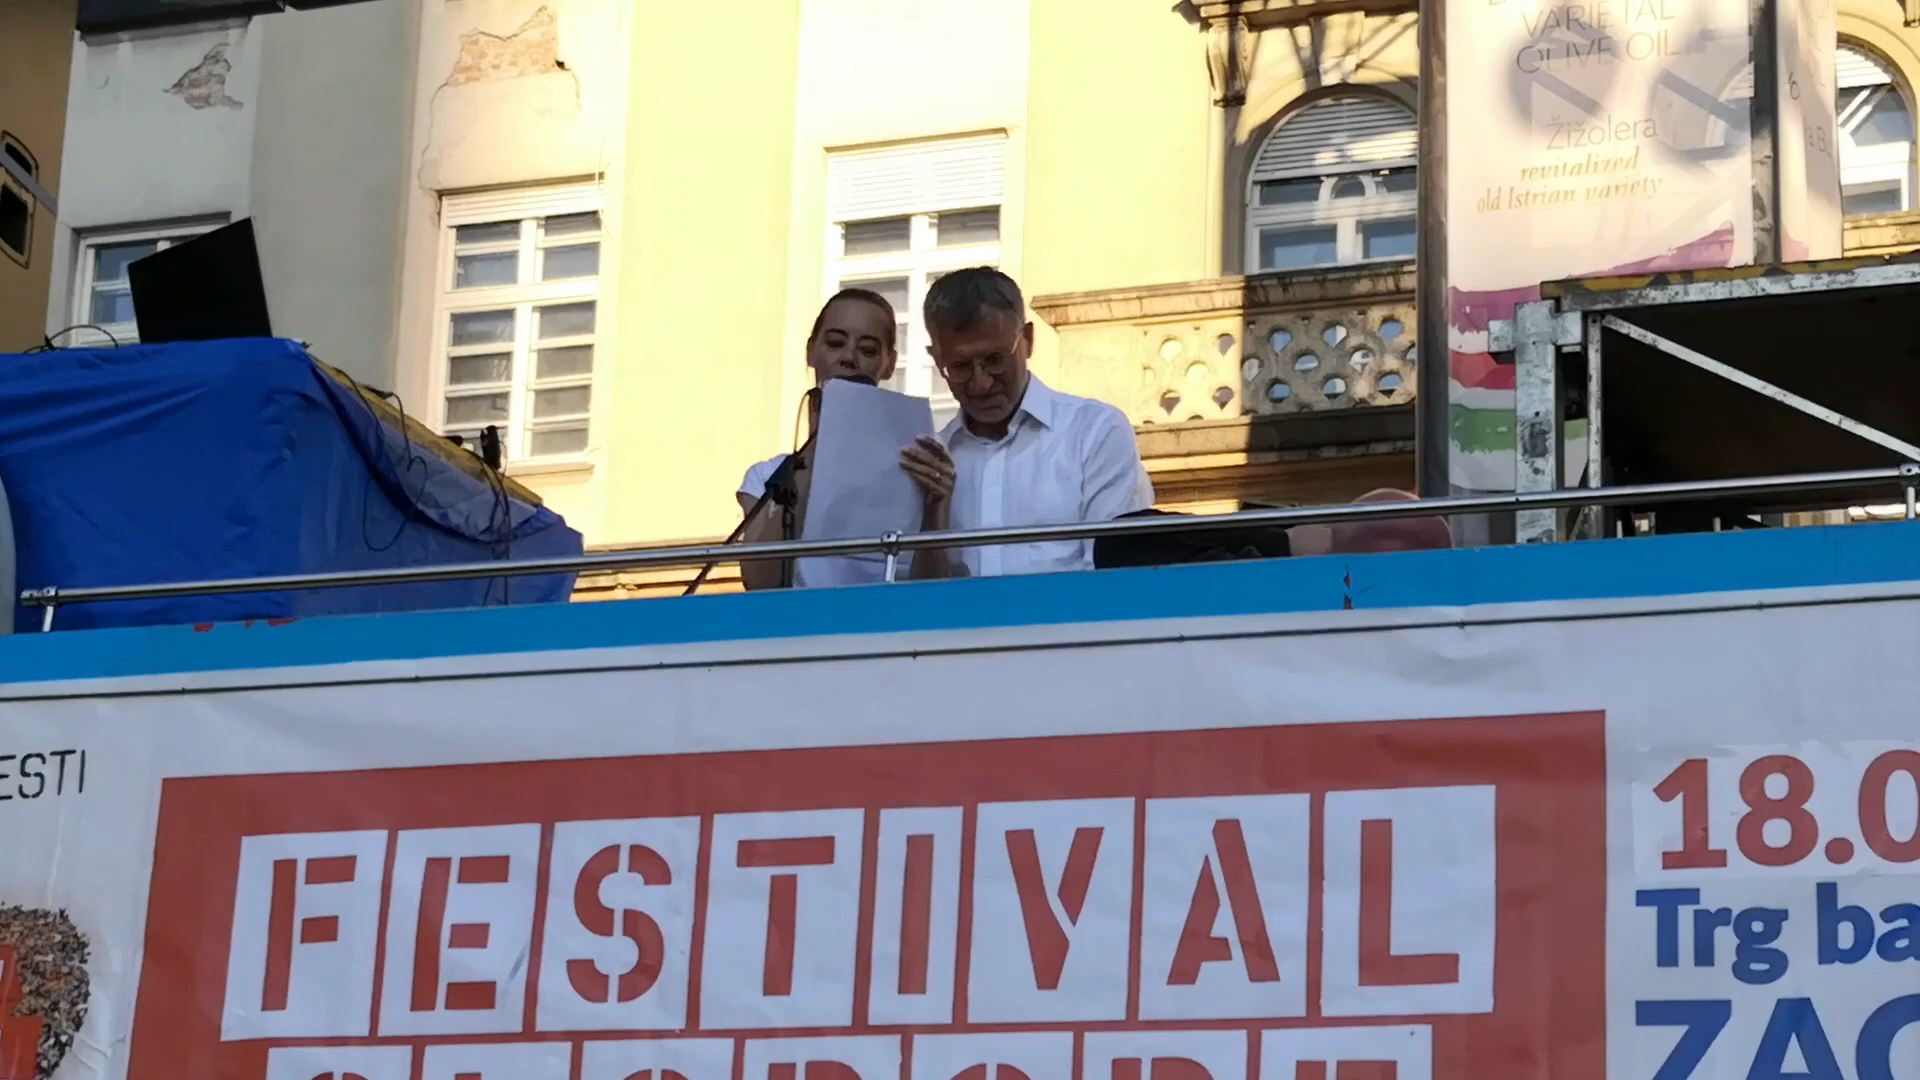 VARIETAL
OLIVE OIL
Žižolera
revitalized
old Istrian variety
ESTI
FESTIVAL
18.0
Trg ba
ZAG